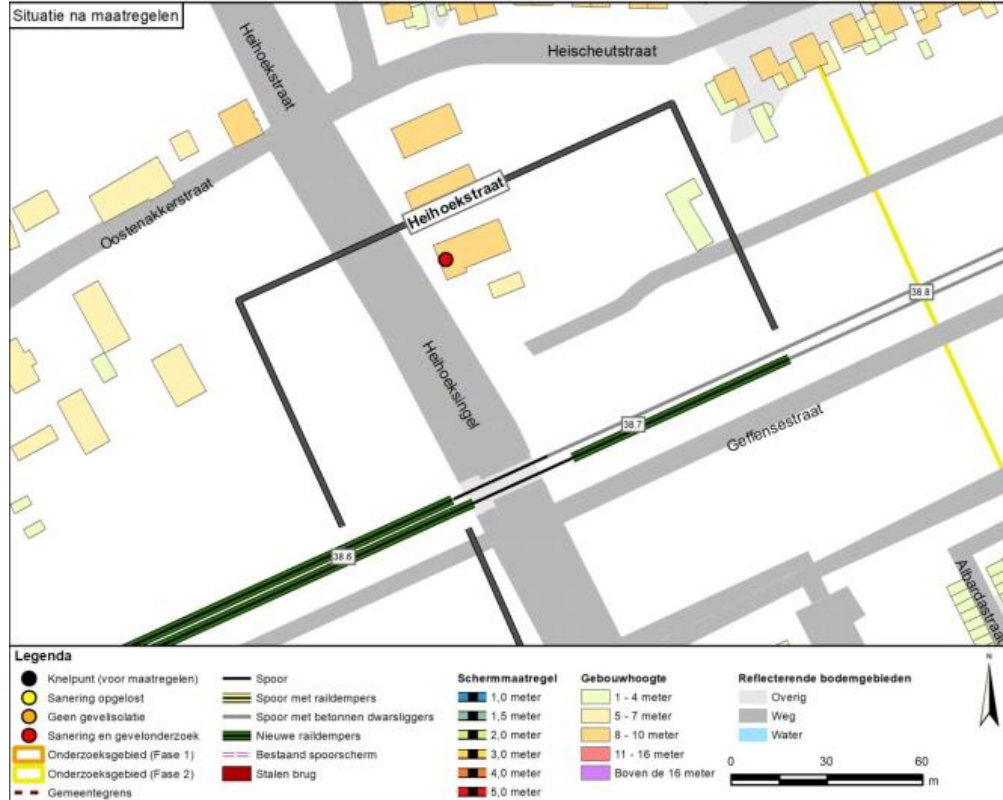 Situatie na maatregelen
Heihoekstraat
Heischeutstraat
Oostenakkerstraat
Heihoekstraat
Heihoeksingel
38.8
38.7
Geffensestraat
38.6
Albardastraat
Legenda
Knelpunt (voor maatregelen)
Sanering opgelost
Geen gevelisolatie
Sanering en gevelonderzoek
Onderzoeksgebied (Fase 1)
Onderzoeksgebied (Fase 2)
Gemeentegrens
Spoor
Spoor met raildempers
Spoor met betonnen dwarsliggers
Nieuwe raildempers
Bestaand spoorscherm
Stalen brug
Schermmaatregel
1,0 meter
1,5 meter
2,0 meter
3,0 meter
4,0 meter
5,0 meter
Gebouwhoogte
1 - 4 meter
5 - 7 meter
8 - 10 meter
11 - 16 meter
Boven de 16 meter
Reflecterende bodemgebieden
Overig
Weg
Water
N
0 30 60
m